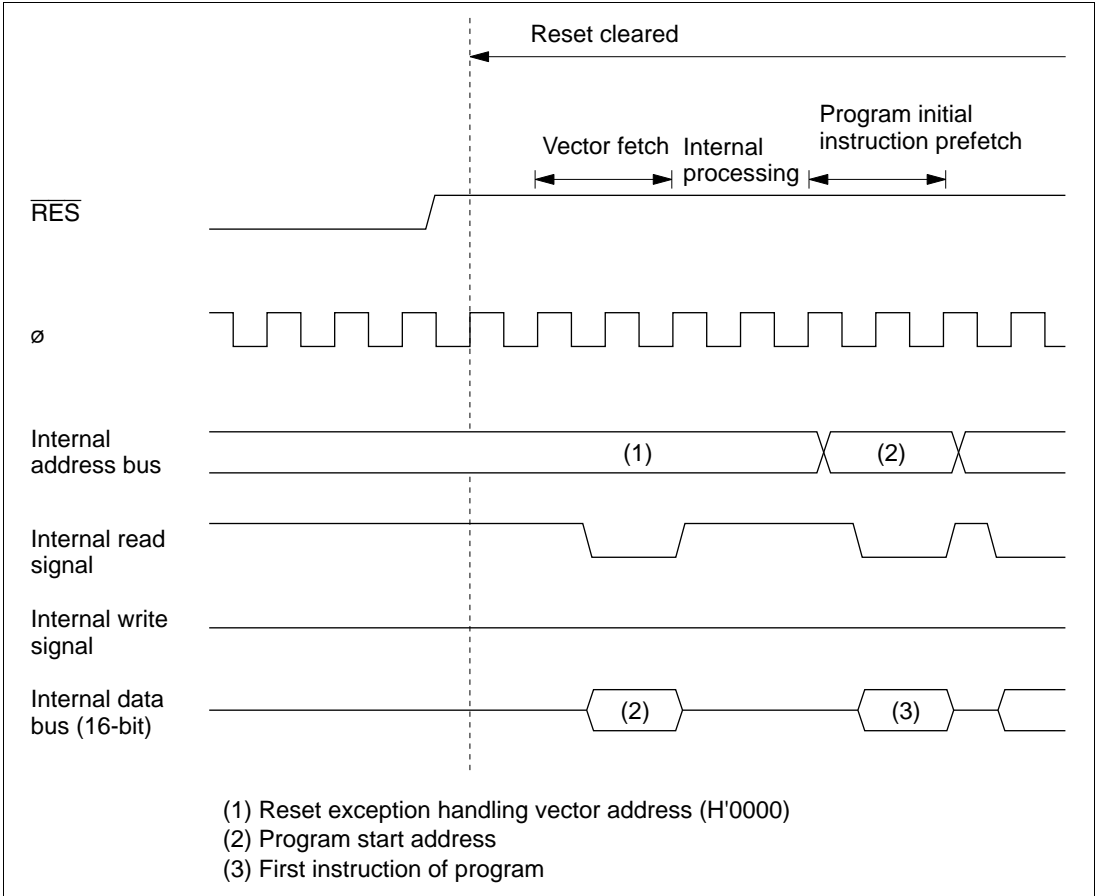 Reset cleared
Program initial
instruction prefetch
Vector fetch
Internal
processing
RES
ø
Internal
address bus
(1)
(2)
Internal read
signal
Internal write
signal
Internal data
bus (16-bit)
(2)
(3)
(1) Reset exception handling vector address (H'0000)
(2) Program start address
(3) First instruction of program